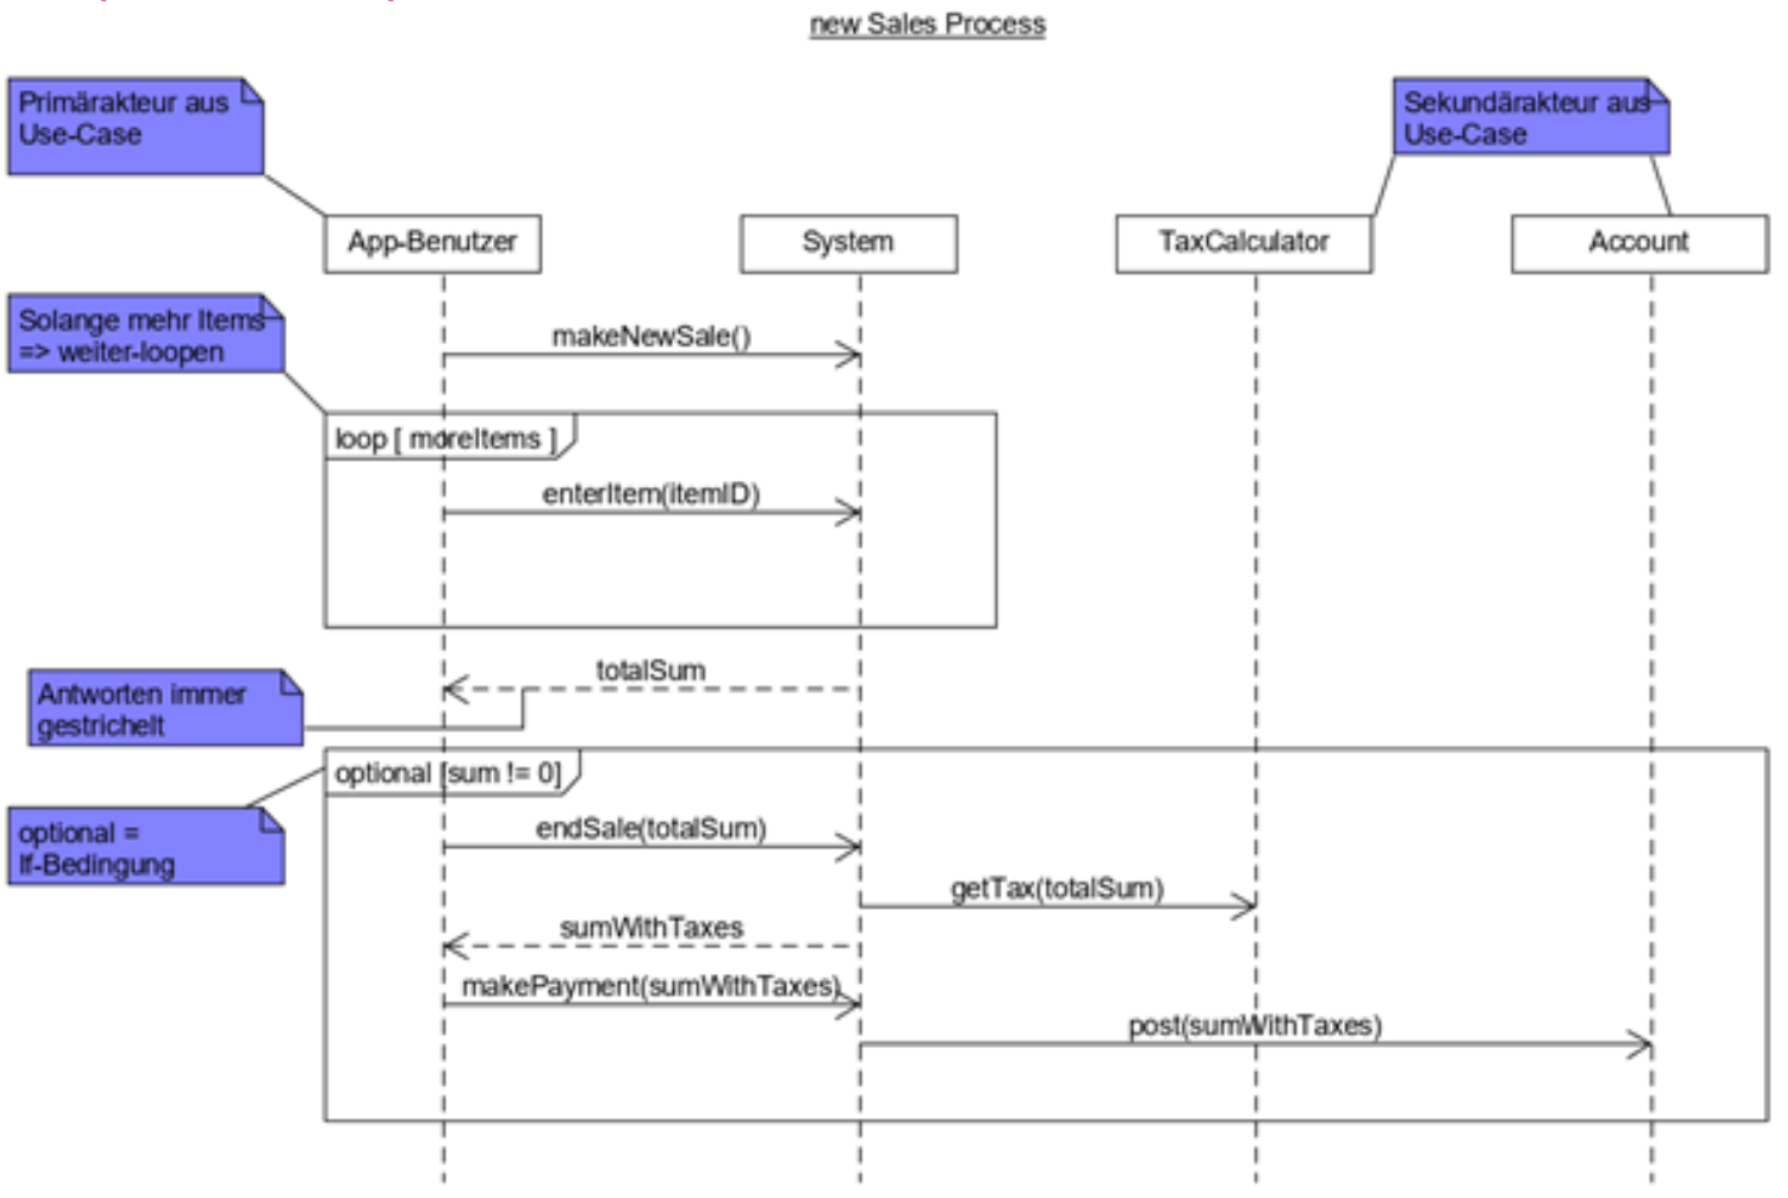 new Sales Process
Primärakteur aus
Use-Case
Sekundärakteur aus
Use-Case
App-Benutzer
System
TaxCalculator
Account
Solange mehr Items
=> weiter-loopen
makeNewSale()
loop [ moreItems ]
enterItem(itemID)
totalSum
Antworten immer
gestrichelt
optional [sum != 0]
optional =
If-Bedingung
endSale(totalSum)
getTax(totalSum)
sumWithTaxes
makePayment(sumWithTaxes)
post(sumWithTaxes)